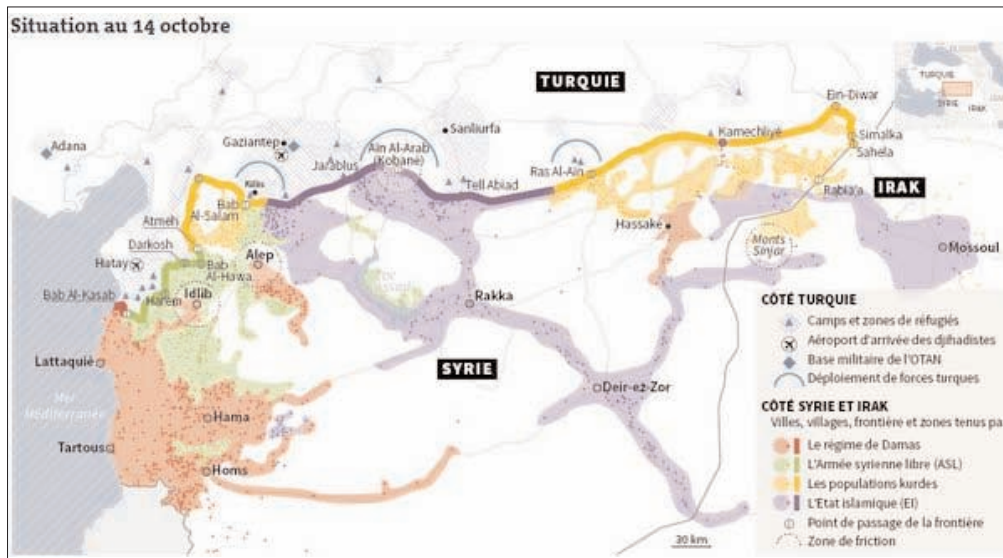 Situation au 14 octobre
TURQUIE
TURQUIE
SYRIE
IRAK
Ein-Diwar
Adana
Gaziantep
Sanliurfa
Kamechliyé
Simalka
Sahela
Jarablus
Ain Al-Arab
(Kobané)
Kilis
Ras Al-Ain
Tell Abiad
Bab
Al-Salam
Rabia'a
IRAK
Atmeh
Darkosh
Hassake
Monts
Sinjar
Mossoul
Hatay
Bab
Al-Hawa
Alep
Bab Al-Kasab
Harem
Idlib
Rakka
Lattaquié
SYRIE
Deir-ez-Zor
Mer
Méditerranée
Hama
Tartous
Homs
30 km
CÔTÉ TURQUIE
Camps et zones de réfugiés
Aéroport d'arrivée des djihadistes
Base militaire de l'OTAN
Déploiement de forces turques
CÔTÉ SYRIE ET IRAK
Villes, villages, frontière et zones tenus pa
Le régime de Damas
L'Armée syrienne libre (ASL)
Les populations kurdes
L'Etat islamique (EI)
Point de passage de la frontière
Zone de friction